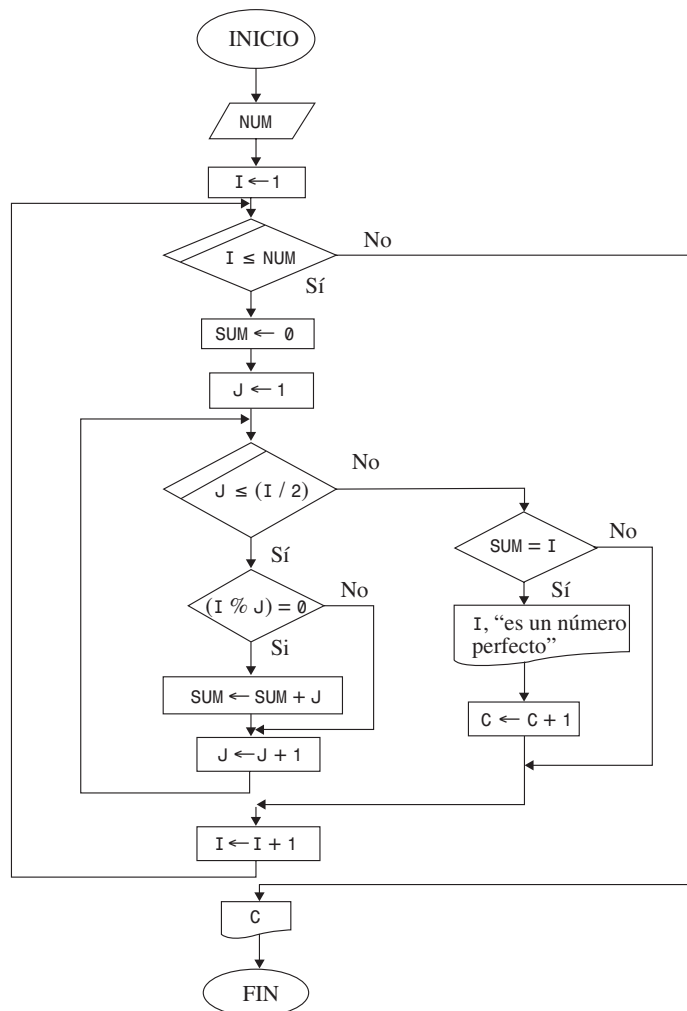 INICIO
NUM
I ← 1
I ≤ NUM
No
Sí
SUM ← 0
J ← 1
J ≤ (I / 2)
No
Sí
SUM = I
No
Sí
(I % J) = 0
No
Si
I, “es un número
perfecto”
SUM ← SUM + J
C ← C + 1
J ← J + 1
I ← I + 1
C
FIN